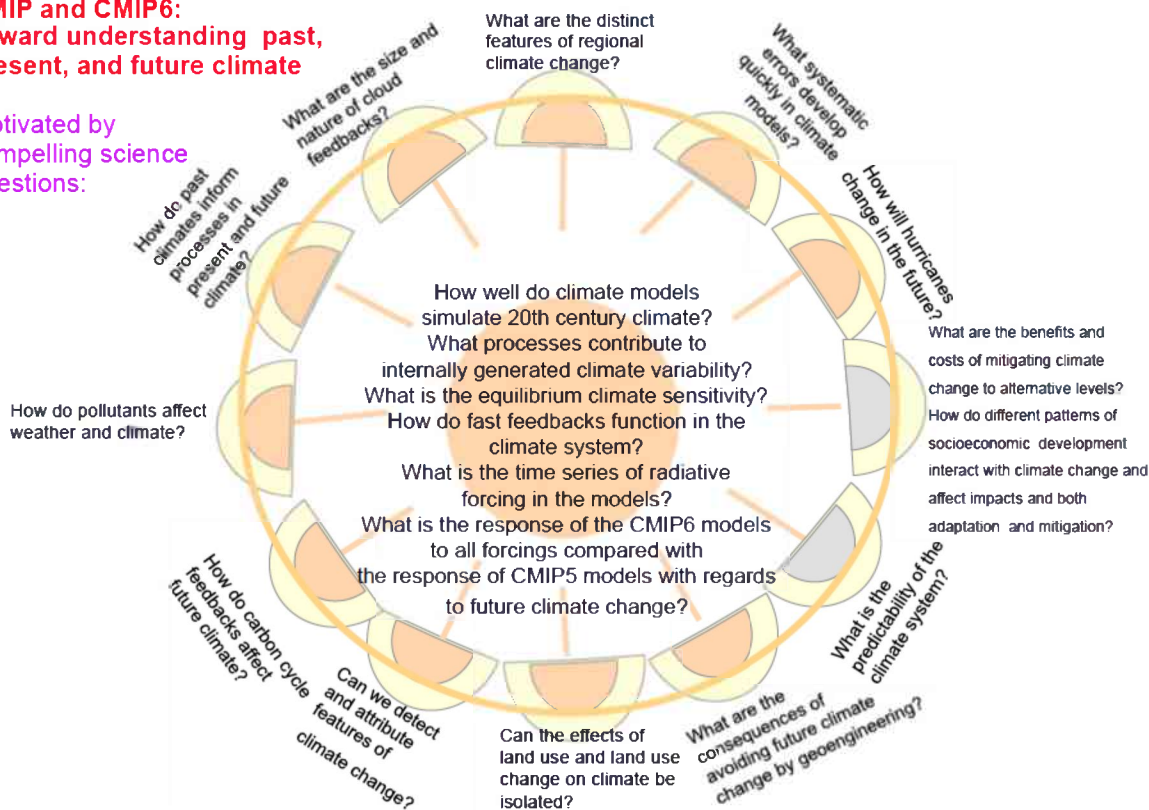 MIP and CMIP6:
ward understanding past,
esent, and future climate
otivated by
mpelling science
estions:
What are the distinct
features of regional
climate change?
What systematic
errors develop
quickly in climate
models?
How will hurricanes
change in the future?
What are the benefits and
costs of mitigating climate
change to alternative levels?
How do different patterns of
socioeconomic development
interact with climate change and
affect impacts and both
adaptation and mitigation?
What is the
predictability of the
climate system?
What are the
consequences of
avoiding future climate
change by geoengineering?
Can the effects of
land use and land use
change on climate be
isolated?
Can we detect
and attribute
features of
climate change?
How do carbon cycle
feedbacks affect
future climate?
How do pollutants affect
weather and climate?
How do past
climates inform
processes in
present and future
climate?
What are the size and
nature of cloud
feedbacks?
How well do climate models
simulate 20th century climate?
What processes contribute to
internally generated climate variability?
What is the equilibrium climate sensitivity?
How do fast feedbacks function in the
climate system?
What is the time series of radiative
forcing in the models?
What is the response of the CMIP6 models
to all forcings compared with
the response of CMIP5 models with regards
to future climate change?